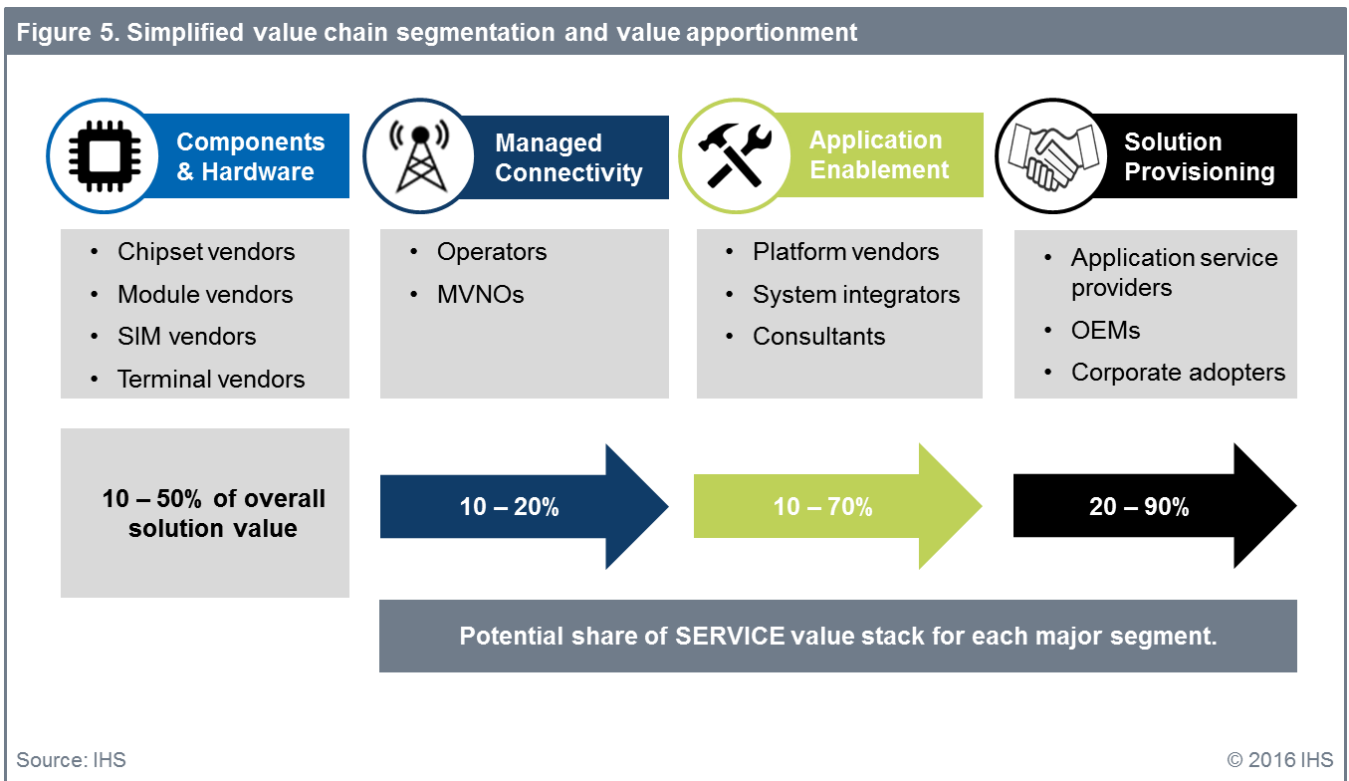 Figure 5. Simplified value chain segmentation and value apportionment
Components
& Hardware
Managed
Connectivity
Application
Enablement
Solution
Provisioning
• Chipset vendors
• Module vendors
• SIM vendors
• Terminal vendors
• Operators
• MVNOs
• Platform vendors
• System integrators
• Consultants
• Application service
providers
• OEMs
• Corporate adopters
10 – 50% of overall
solution value
10 – 20%
10 – 70%
20 – 90%
Potential share of SERVICE value stack for each major segment.
Source: IHS
© 2016 IHS